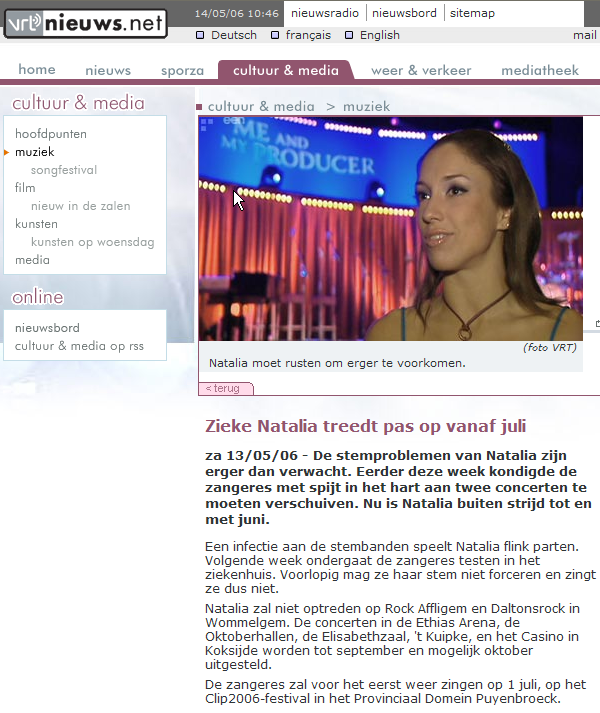 vrt nieuws.net
14/05/06 10:46
nieuwsradio
nieuwsbord
sitemap
Deutsch
français
English
mail
home
nieuws
sporza
cultuur & media
weer & verkeer
mediatheek
cultuur & media
hoofdpunten
muziek
songfestival
film
nieuw in de zalen
kunsten
kunsten op woensdag
media
online
nieuwsbord
cultuur & media op rss
cultuur & media > muziek
één
ME AND
MY PRODUCER
(foto VRT)
Natalia moet rusten om erger te voorkomen.
< terug
Zieke Natalia treedt pas op vanaf juli
za 13/05/06 - De stemproblemen van Natalia zijn
erger dan verwacht. Eerder deze week kondigde de
zangeres met spijt in het hart aan twee concerten te
moeten verschuiven. Nu is Natalia buiten strijd tot en
met juni.
Een infectie aan de stembanden speelt Natalia flink parten.
Volgende week ondergaat de zangeres testen in het
ziekenhuis. Voorlopig mag ze haar stem niet forceren en zingt
ze dus niet.
Natalia zal niet optreden op Rock Affligem en Daltonsrock in
Wommelgem. De concerten in de Ethias Arena, de
Oktoberhallen, de Elisabethzaal, 't Kuipke, en het Casino in
Koksijde worden tot september en mogelijk oktober
uitgesteld.
De zangeres zal voor het eerst weer zingen op 1 juli, op het
Clip2006-festival in het Provinciaal Domein Puyenbroeck.